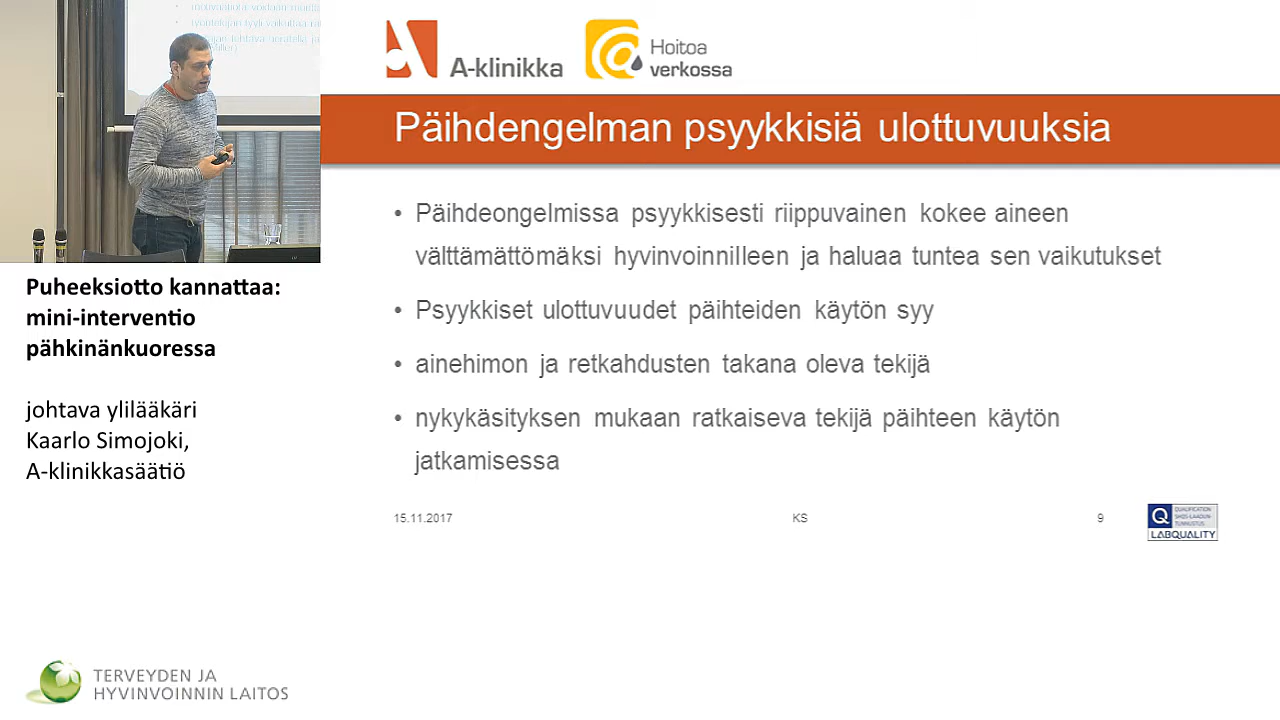 A-klinikka
Hoitoa
verkossa
Päihdengelman psyykkisiä ulottuvuuksia
• Päihdeongelmissa psyykkisesti riippuvainen kokee aineen
välttämättömäksi hyvinvoinnilleen ja haluaa tuntea sen vaikutukset
• Psyykkiset ulottuvuudet päihteiden käytön syy
• ainehimon ja retkahdusten takana oleva tekijä
• nykykäsityksen mukaan ratkaiseva tekijä päihteen käytön
jatkamisessa
15.11.2017
KS
9
Q
QUALIFICATION
LABQUALITY
Puheeksiotto kannattaa:
mini-interventio
pähkinänkuoressa
johtava ylilääkäri
Kaarlo Simojoki,
A-klinikkasäätiö
TERVEYDEN JA
HYVINVOINNIN LAITOS